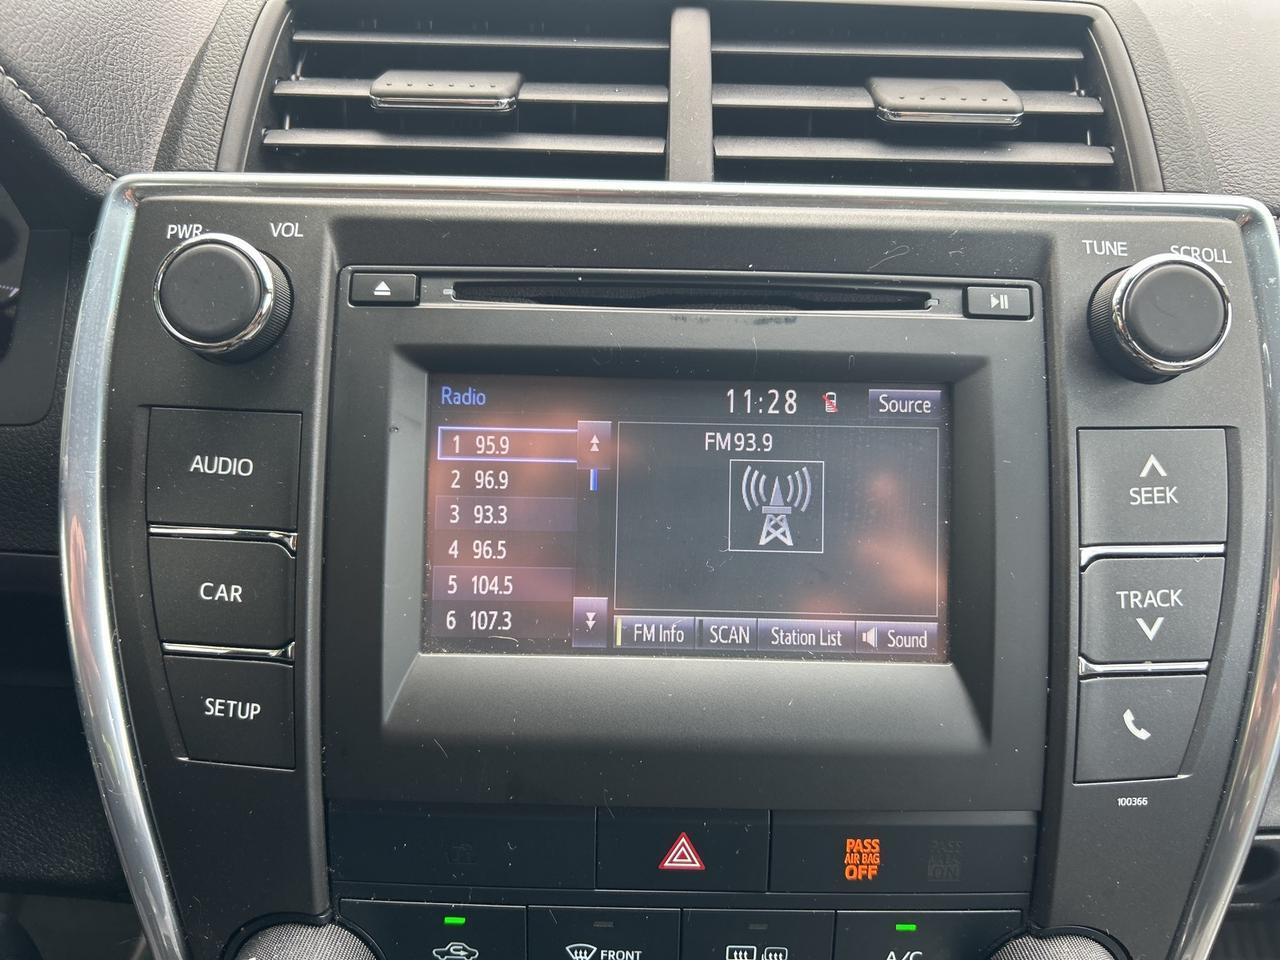 PWR VOL
TUNE SCROLL
Radio 11:28 Source
FM93.9
1 95.9
2 96.9
3 93.3
4 96.5
5 104.5
6 107.3
FM Info SCAN Station List Sound
AUDIO
CAR
SETUP
SEEK
TRACK
100366
PASS
AIR BAG
OFF
PASS
AIR BAG
ON
FRONT
A/C